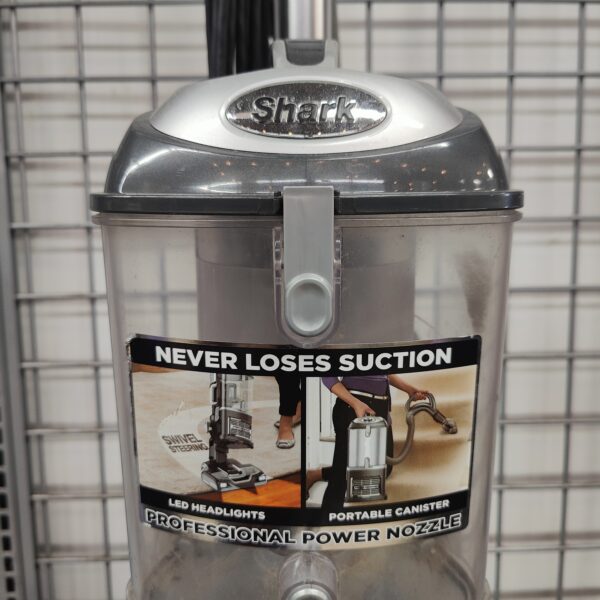 Shark
NEVER LOSES SUCTION
SWIVEL
STEERING
LED HEADLIGHTS
PORTABLE CANISTER
PROFESSIONAL POWER NOZZLE